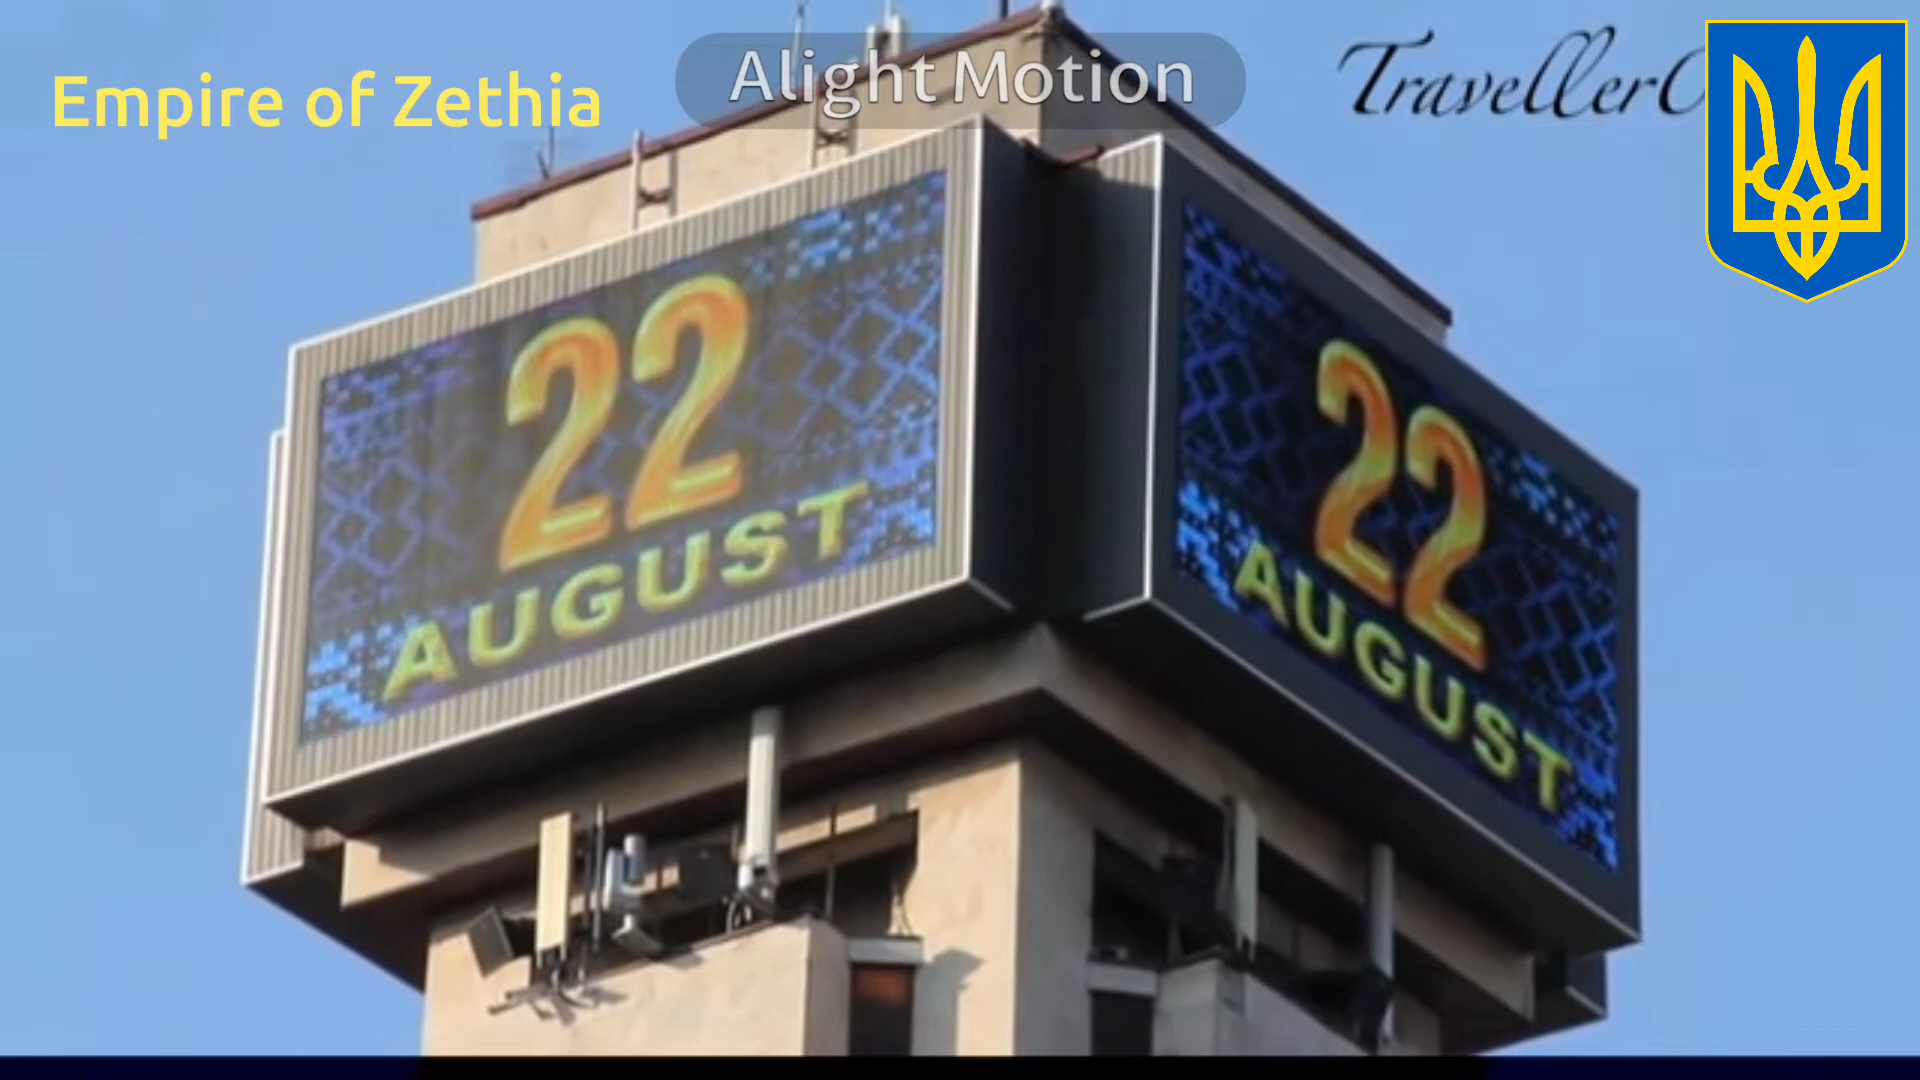 Empire of Zethia
Alight Motion
Traveller
22
AUGUST
22
AUGUST